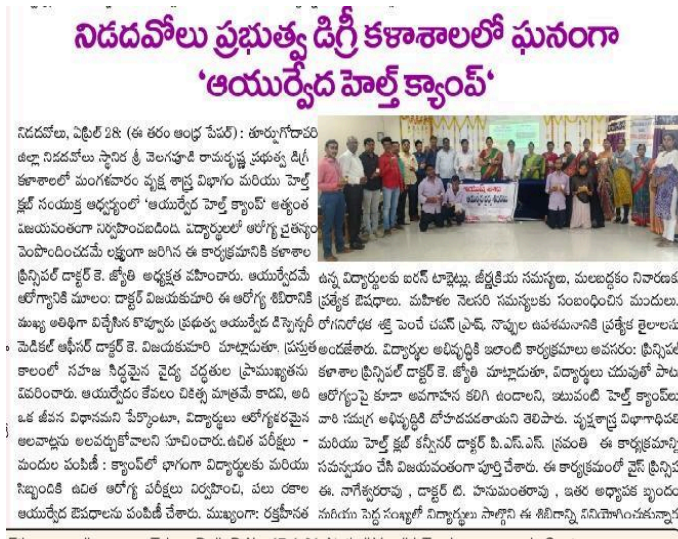 నిడదవోలు ప్రభుత్వ డిగ్రీ కళాశాలలో ఘనంగా
‘ఆయుర్వేద హెల్త్ క్యాంప్‘
నిడదవోలు, ఏప్రిల్ 28: (ఈ తరం ఆంధ్ర పేపర్) : తూర్పుగోదావరి
జిల్లా నిడదవోలు స్థానిక శ్రీ వెలగపూడి రామకృష్ణ ప్రభుత్వ డిగ్రీ
కళాశాలలో మంగళవారం వృక్ష శాస్త్ర విభాగం మరియు హెల్త్
క్లబ్ సంయుక్త ఆధ్వర్యంలో 'ఆయుర్వేద హెల్త్ క్యాంప్' అత్యంత
విజయవంతంగా నిర్వహించబడింది. విద్యార్థులలో ఆరోగ్య చైతన్యం
పెంపొందించడమే లక్ష్యంగా జరిగిన ఈ కార్యక్రమానికి కళాశాల
ప్రిన్సిపల్ డాక్టర్ కె. జ్యోతి అధ్యక్షత వహించారు. ఆయుర్వేదమే
ఆరోగ్యానికి మూలం: డాక్టర్ విజయకుమారి ఈ ఆరోగ్య శిబిరానికి
ముఖ్య అతిథిగా విచ్చేసిన కొవ్వూరు ప్రభుత్వ ఆయుర్వేద డిస్పెన్సరీ
మెడికల్ ఆఫీసర్ డాక్టర్ కె. విజయకుమారి మాట్లాడుతూ, ప్రస్తుత
కాలంలో సహజ సిద్ధమైన వైద్య పద్ధతుల ప్రాముఖ్యతను
వివరించారు. ఆయుర్వేదం కేవలం చికిత్స మాత్రమే కాదని, అది
ఒక జీవన విధానమని పేర్కొంటూ, విద్యార్థులు ఆరోగ్యకరమైన
ఆలవాట్లను అలవర్చుకోవాలని సూచించారు.ఉచిత పరీక్షలు -
మందుల పంపిణీ : క్యాంప్‌లో భాగంగా విద్యార్థులకు మరియు
సిబ్బందికి ఉచిత ఆరోగ్య పరీక్షలు నిర్వహించి, పలు రకాల
ఆయుర్వేద ఔషధాలను పంపిణీ చేశారు. ముఖ్యంగా: రక్తహీనత
ఉన్న విద్యార్థులకు ఐరన్ టాబ్లెట్లు. జీర్ణక్రియ సమస్యలు, మలబద్ధకం నివారణకు
ప్రత్యేక ఔషధాలు. మహిళల నెలసరి సమస్యలకు సంబంధించిన మందులు.
రోగనిరోధక శక్తి పెంచే చవన్ ప్రాష్, నొప్పుల ఉపశమనానికి ప్రత్యేక తైలాలను
అందజేశారు. విద్యార్థుల అభివృద్ధికి ఇలాంటి కార్యక్రమాలు అవసరం: ప్రిన్సిపల్
కళాశాల ప్రిన్సిపల్ డాక్టర్ కె. జ్యోతి మాట్లాడుతూ, విద్యార్థులు చదువుతో పాటు
ఆరోగ్యంపై కూడా అవగాహన కలిగి ఉండాలని, ఇటువంటి హెల్త్ క్యాంప్‌లు
వారి సమగ్ర అభివృద్ధికి దోహదపడతాయని తెలిపారు. వృక్షశాస్త్ర విభాగాధిపతి
మరియు హెల్త్ క్లబ్ కన్వీనర్ డాక్టర్ పి.ఎస్.ఎన్. స్రవంతి ఈ కార్యక్రమాన్ని
సమన్వయం చేసి విజయవంతంగా పూర్తి చేశారు. ఈ కార్యక్రమంలో వైస్ ప్రిన్సిప
ఈ. నాగేశ్వరరావు , డాక్టర్ టి. హనుమంతరావు , ఇతర అధ్యాపక బృందం
మరియు పెద్ద సంఖ్యలో విద్యార్థులు పాల్గొని ఈ శిబిరాన్ని వినియోగించుకున్నారు